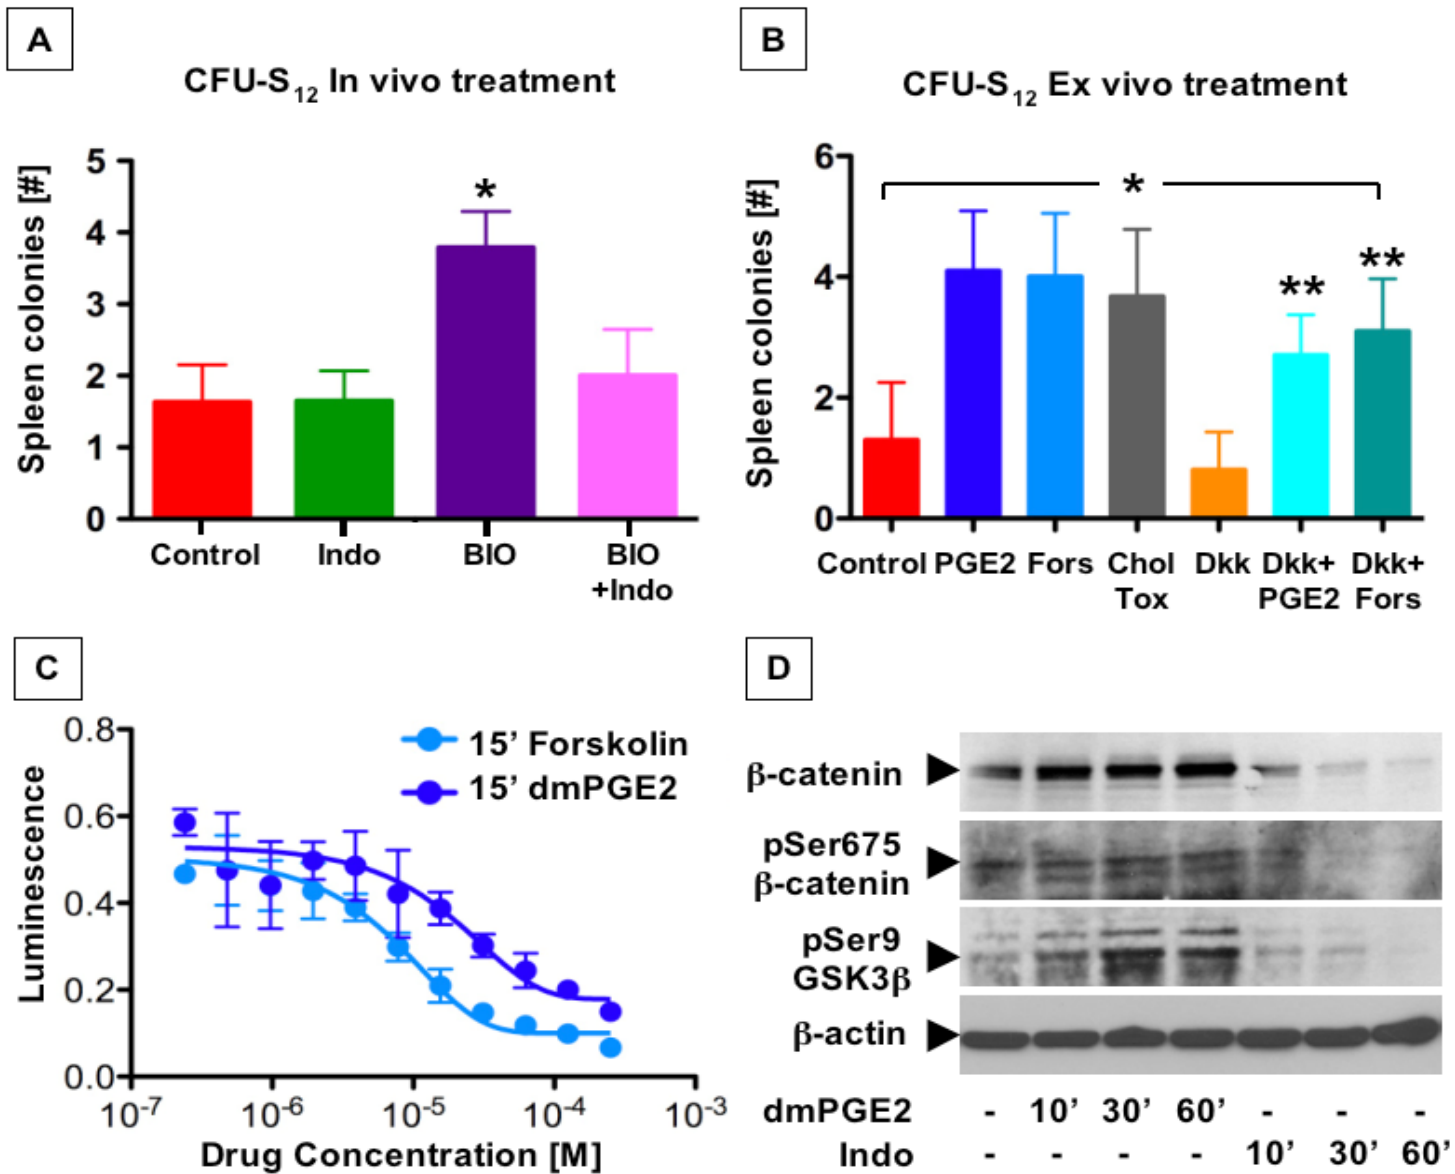 A
CFU-S12 In vivo treatment
Spleen colonies [#]
5
4
3
2
1
0
*
Control Indo BIO BIO
+Indo
B
CFU-S12 Ex vivo treatment
Spleen colonies [#]
6
4
2
0
*
** **
Control PGE2 Fors Chol Dkk Dkk+ Dkk+
Tox PGE2 Fors
C
Luminescence
0.8
0.6
0.4
0.2
0.0
15’ Forskolin
15’ dmPGE2
10-7 10-6 10-5 10-4 10-3
Drug Concentration [M]
D
β-catenin
pSer675
β-catenin
pSer9
GSK3β
β-actin
dmPGE2 - 10’ 30’ 60’ - - -
Indo - - - - 10’ 30’ 60’